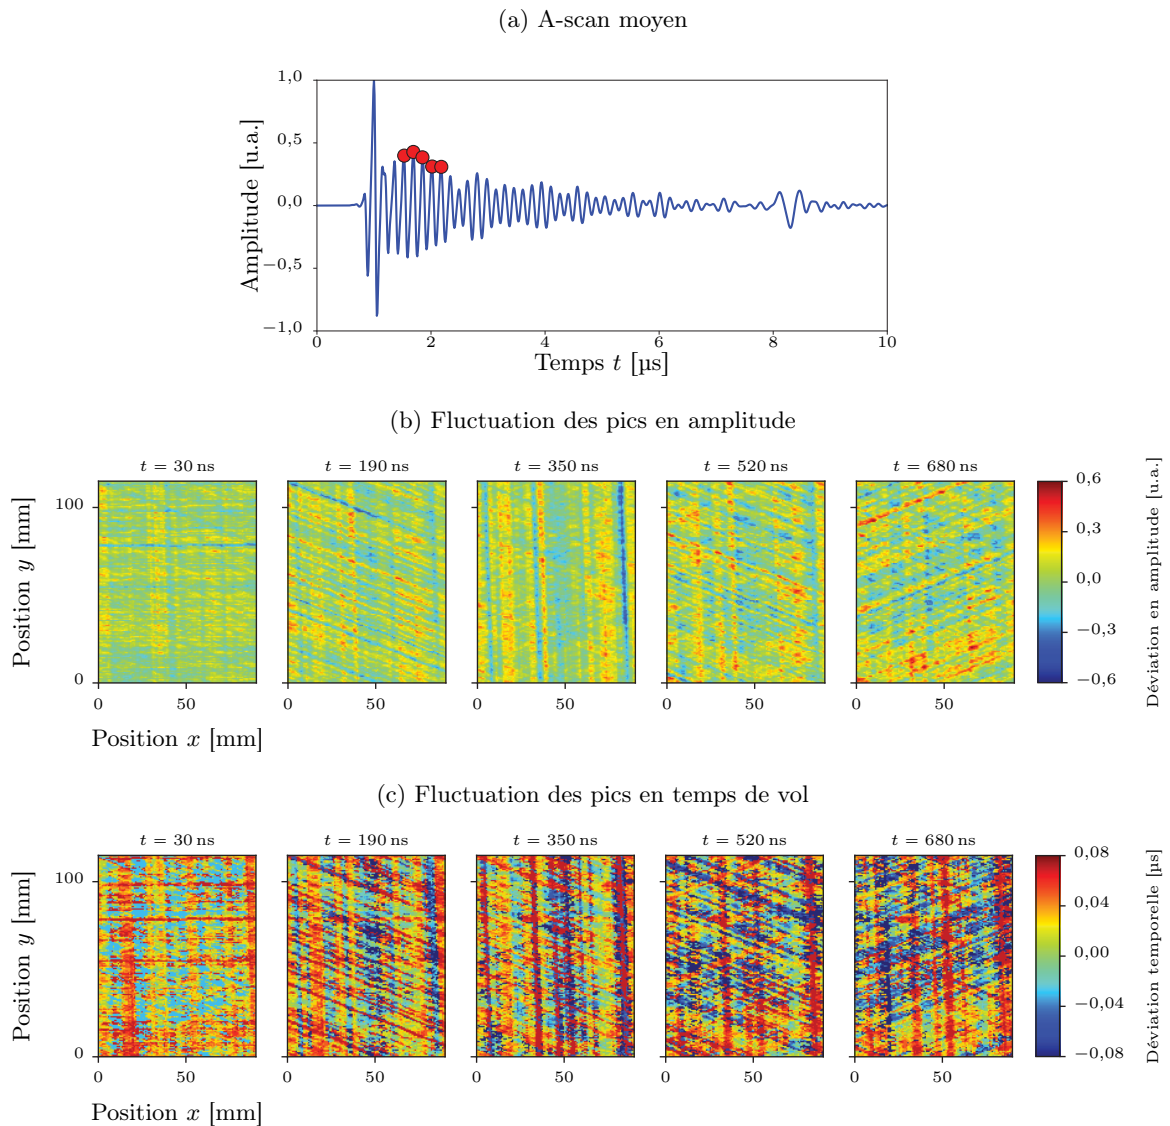 (a) A-scan moyen
1,0
0,5
0,0
−0,5
−1,0
Amplitude [u.a.]
0 2 4 6 8 10
Temps t [µs]
(b) Fluctuation des pics en amplitude
t = 30 ns t = 190 ns t = 350 ns t = 520 ns t = 680 ns
100
0
Position y [mm]
0 50 0 50 0 50 0 50 0 50
Position x [mm]
0,6
0,3
0,0
−0,3
−0,6
Déviation en amplitude [u.a.]
(c) Fluctuation des pics en temps de vol
t = 30 ns t = 190 ns t = 350 ns t = 520 ns t = 680 ns
100
0
Position y [mm]
0 50 0 50 0 50 0 50 0 50
Position x [mm]
0,08
0,04
0,00
−0,04
−0,08
Déviation temporelle [µs]